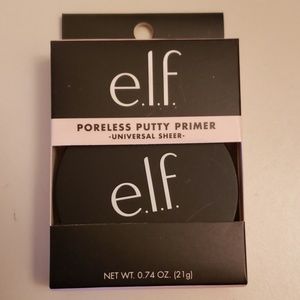 e.l.f.
PORELESS PUTTY PRIMER
-UNIVERSAL SHEER-
e.l.f.
NET WT. 0.74 OZ. (21g)